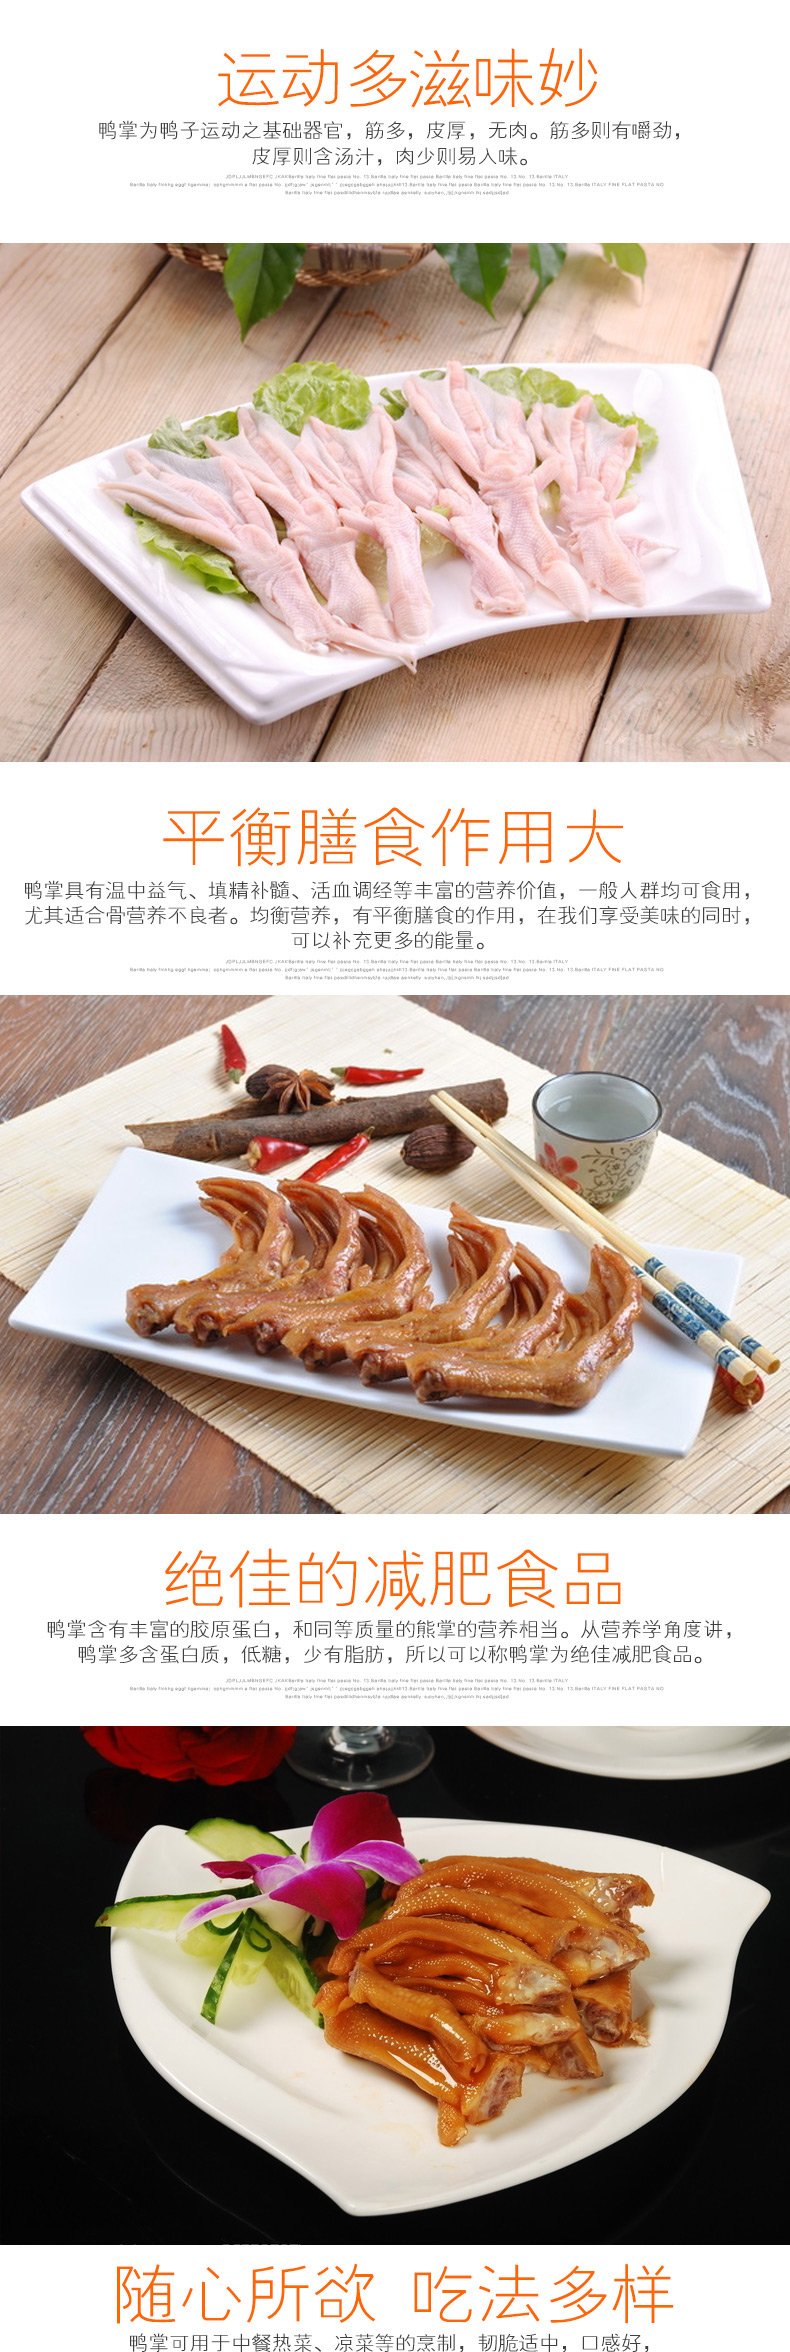 运动多滋味妙
鸭掌为鸭子运动之基础器官，筋多，皮厚，无肉。筋多则有嚼劲，
皮厚则含汤汁，肉少则易入味。
平衡膳食作用大
鸭掌具有温中益气、填精补髓、活血调经等丰富的营养价值，一般人群均可食用，
尤其适合骨营养不良者。均衡营养，有平衡膳食的作用，在我们享受美味的同时，
可以补充更多的能量。
绝佳的减肥食品
鸭掌含有丰富的胶原蛋白，和同等质量的熊掌的营养相当。从营养学角度讲，
鸭掌多含蛋白质，低糖，少有脂肪，所以可以称鸭掌为绝佳减肥食品。
随心所欲 吃法多样
鸭掌可用于中餐热菜、凉菜等的烹制，韧脆适中，口感好，